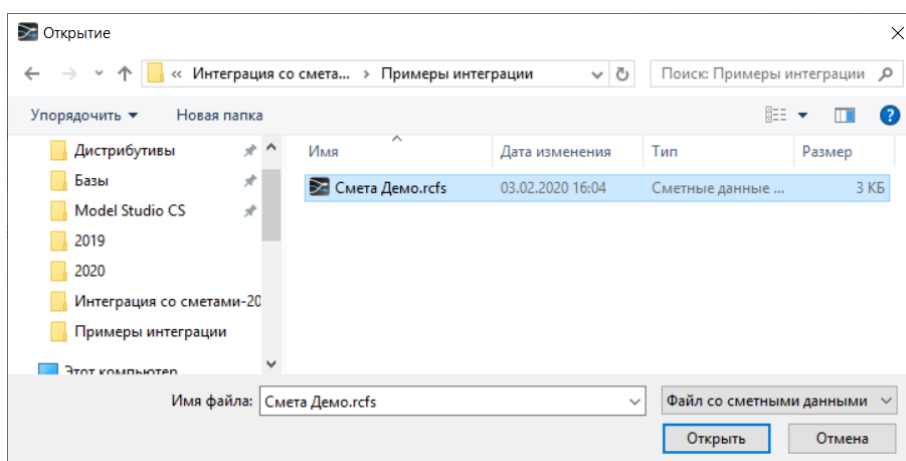 Открытие
« Интеграция со смета... › Примеры интеграции
Поиск: Примеры интеграции
Упорядочить
Новая папка
Дистрибутивы
Базы
Model Studio CS
2019
2020
Интеграция со сметами-20
Примеры интеграции
Этот компьютер
Имя Дата изменения Тип Размер
Смета Демо.rcfs 03.02.2020 16:04 Сметные данные ... 3 КБ
Имя файла: Смета Демо.rcfs
Файл со сметными данными
Открыть Отмена